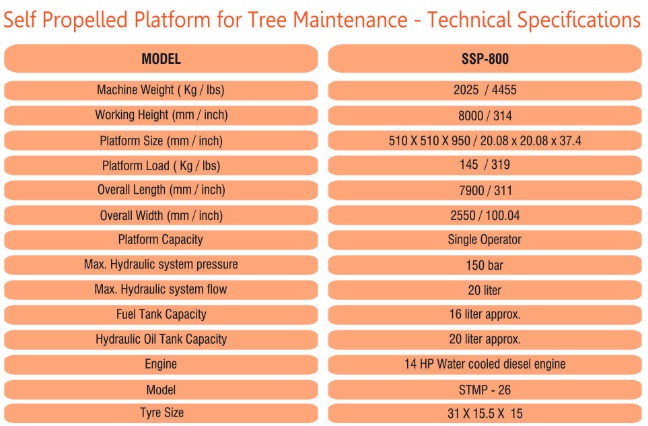 Self Propelled Platform for Tree Maintenance - Technical Specifications
MODEL SSP-800
Machine Weight ( Kg / lbs) 2025 / 4455
Working Height (mm / inch) 8000 / 314
Platform Size (mm / inch) 510 X 510 X 950 / 20.08 x 20.08 x 37.4
Platform Load ( Kg / lbs) 145 / 319
Overall Length (mm / inch) 7900 / 311
Overall Width (mm / inch) 2550 / 100.04
Platform Capacity Single Operator
Max. Hydraulic system pressure 150 bar
Max. Hydraulic system flow 20 liter
Fuel Tank Capacity 16 liter approx.
Hydraulic Oil Tank Capacity 20 liter approx.
Engine 14 HP Water cooled diesel engine
Model STMP - 26
Tyre Size 31 X 15.5 X 15